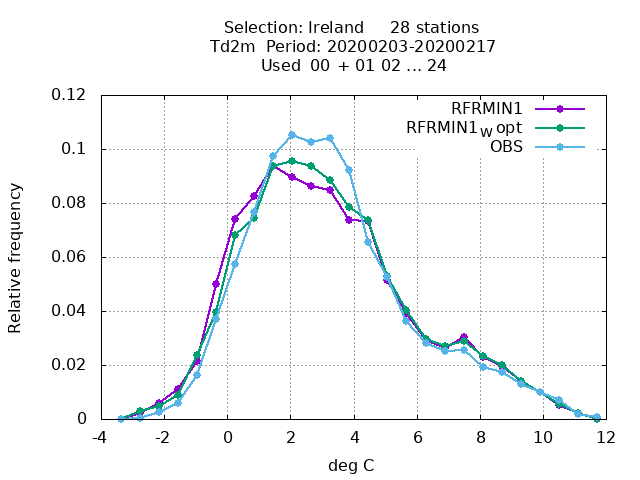 Selection: Ireland 28 stations
Td2m Period: 20200203-20200217
Used 00 + 01 02 ... 24
RFRMIN1
RFRMIN1w opt
OBS
Relative frequency
0.12
0.1
0.08
0.06
0.04
0.02
0
-4 -2 0 2 4 6 8 10 12
deg C